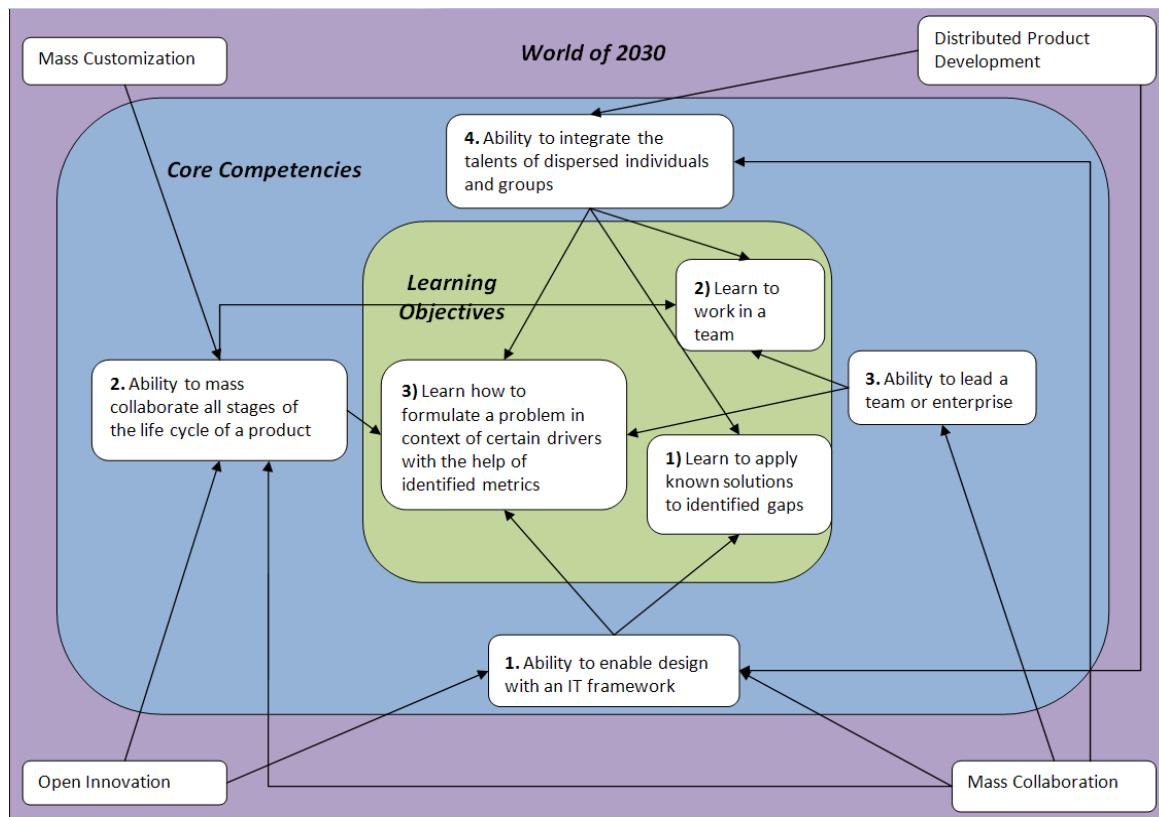 World of 2030
Mass Customization
Distributed Product
Development
Core Competencies
4. Ability to integrate the
talents of dispersed individuals
and groups
Learning
Objectives
2) Learn to
work in a
team
2. Ability to mass
collaborate all stages of
the life cycle of a product
3) Learn how to
formulate a problem in
context of certain drivers
with the help of
identified metrics
3. Ability to lead a
team or enterprise
1) Learn to apply
known solutions
to identified gaps
1. Ability to enable design
with an IT framework
Open Innovation
Mass Collaboration